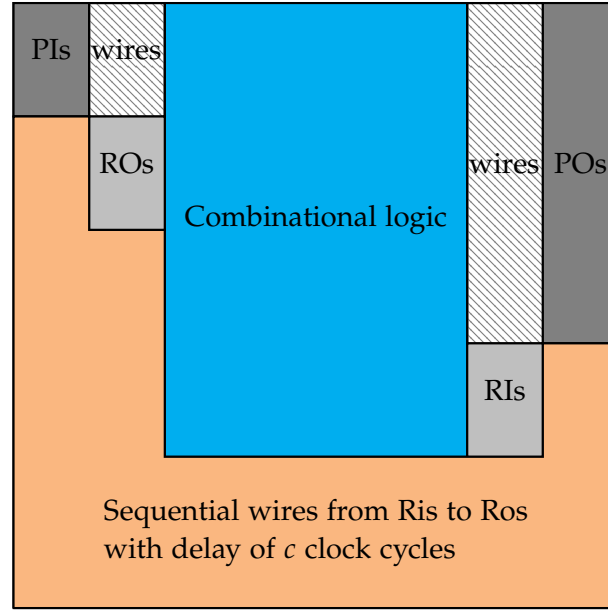 PIs
wires
ROs
Combinational logic
wires
POs
RIs
Sequential wires from Ris to Ros
with delay of c clock cycles